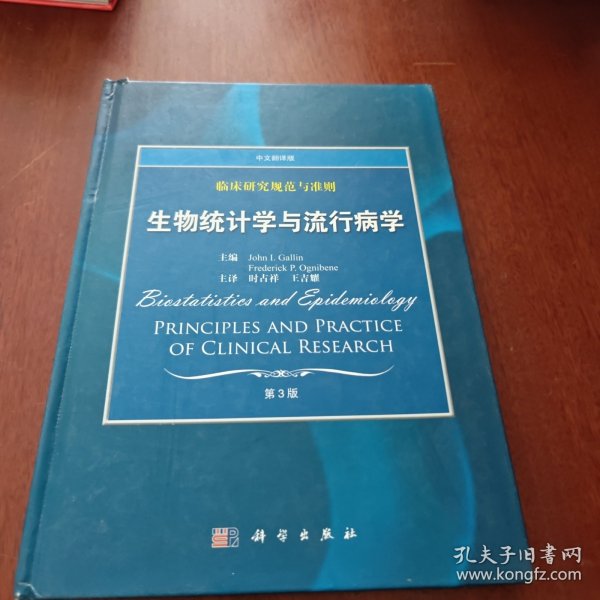 中文翻译版
临床研究规范与准则
生物统计学与流行病学
主编 John I. Gallin
Frederick P. Ognibene
主译 时占祥 王吉耀
Biostatistics and Epidemiology
PRINCIPLES AND PRACTICE
OF CLINICAL RESEARCH
第3版
科学出版社
孔夫子旧书网
www.kongfz.com